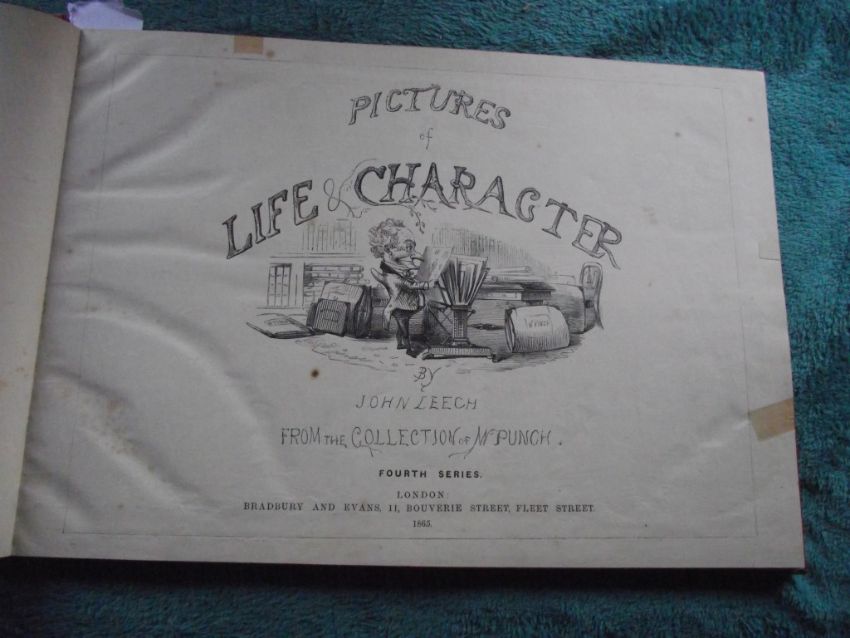 PICTURES
of
LIFE & CHARACTER
BY
JOHN LEECH
FROM THE COLLECTION OF MR PUNCH.
FOURTH SERIES.
LONDON:
BRADBURY AND EVANS, 11, BOUVERIE STREET, FLEET STREET.
1865.